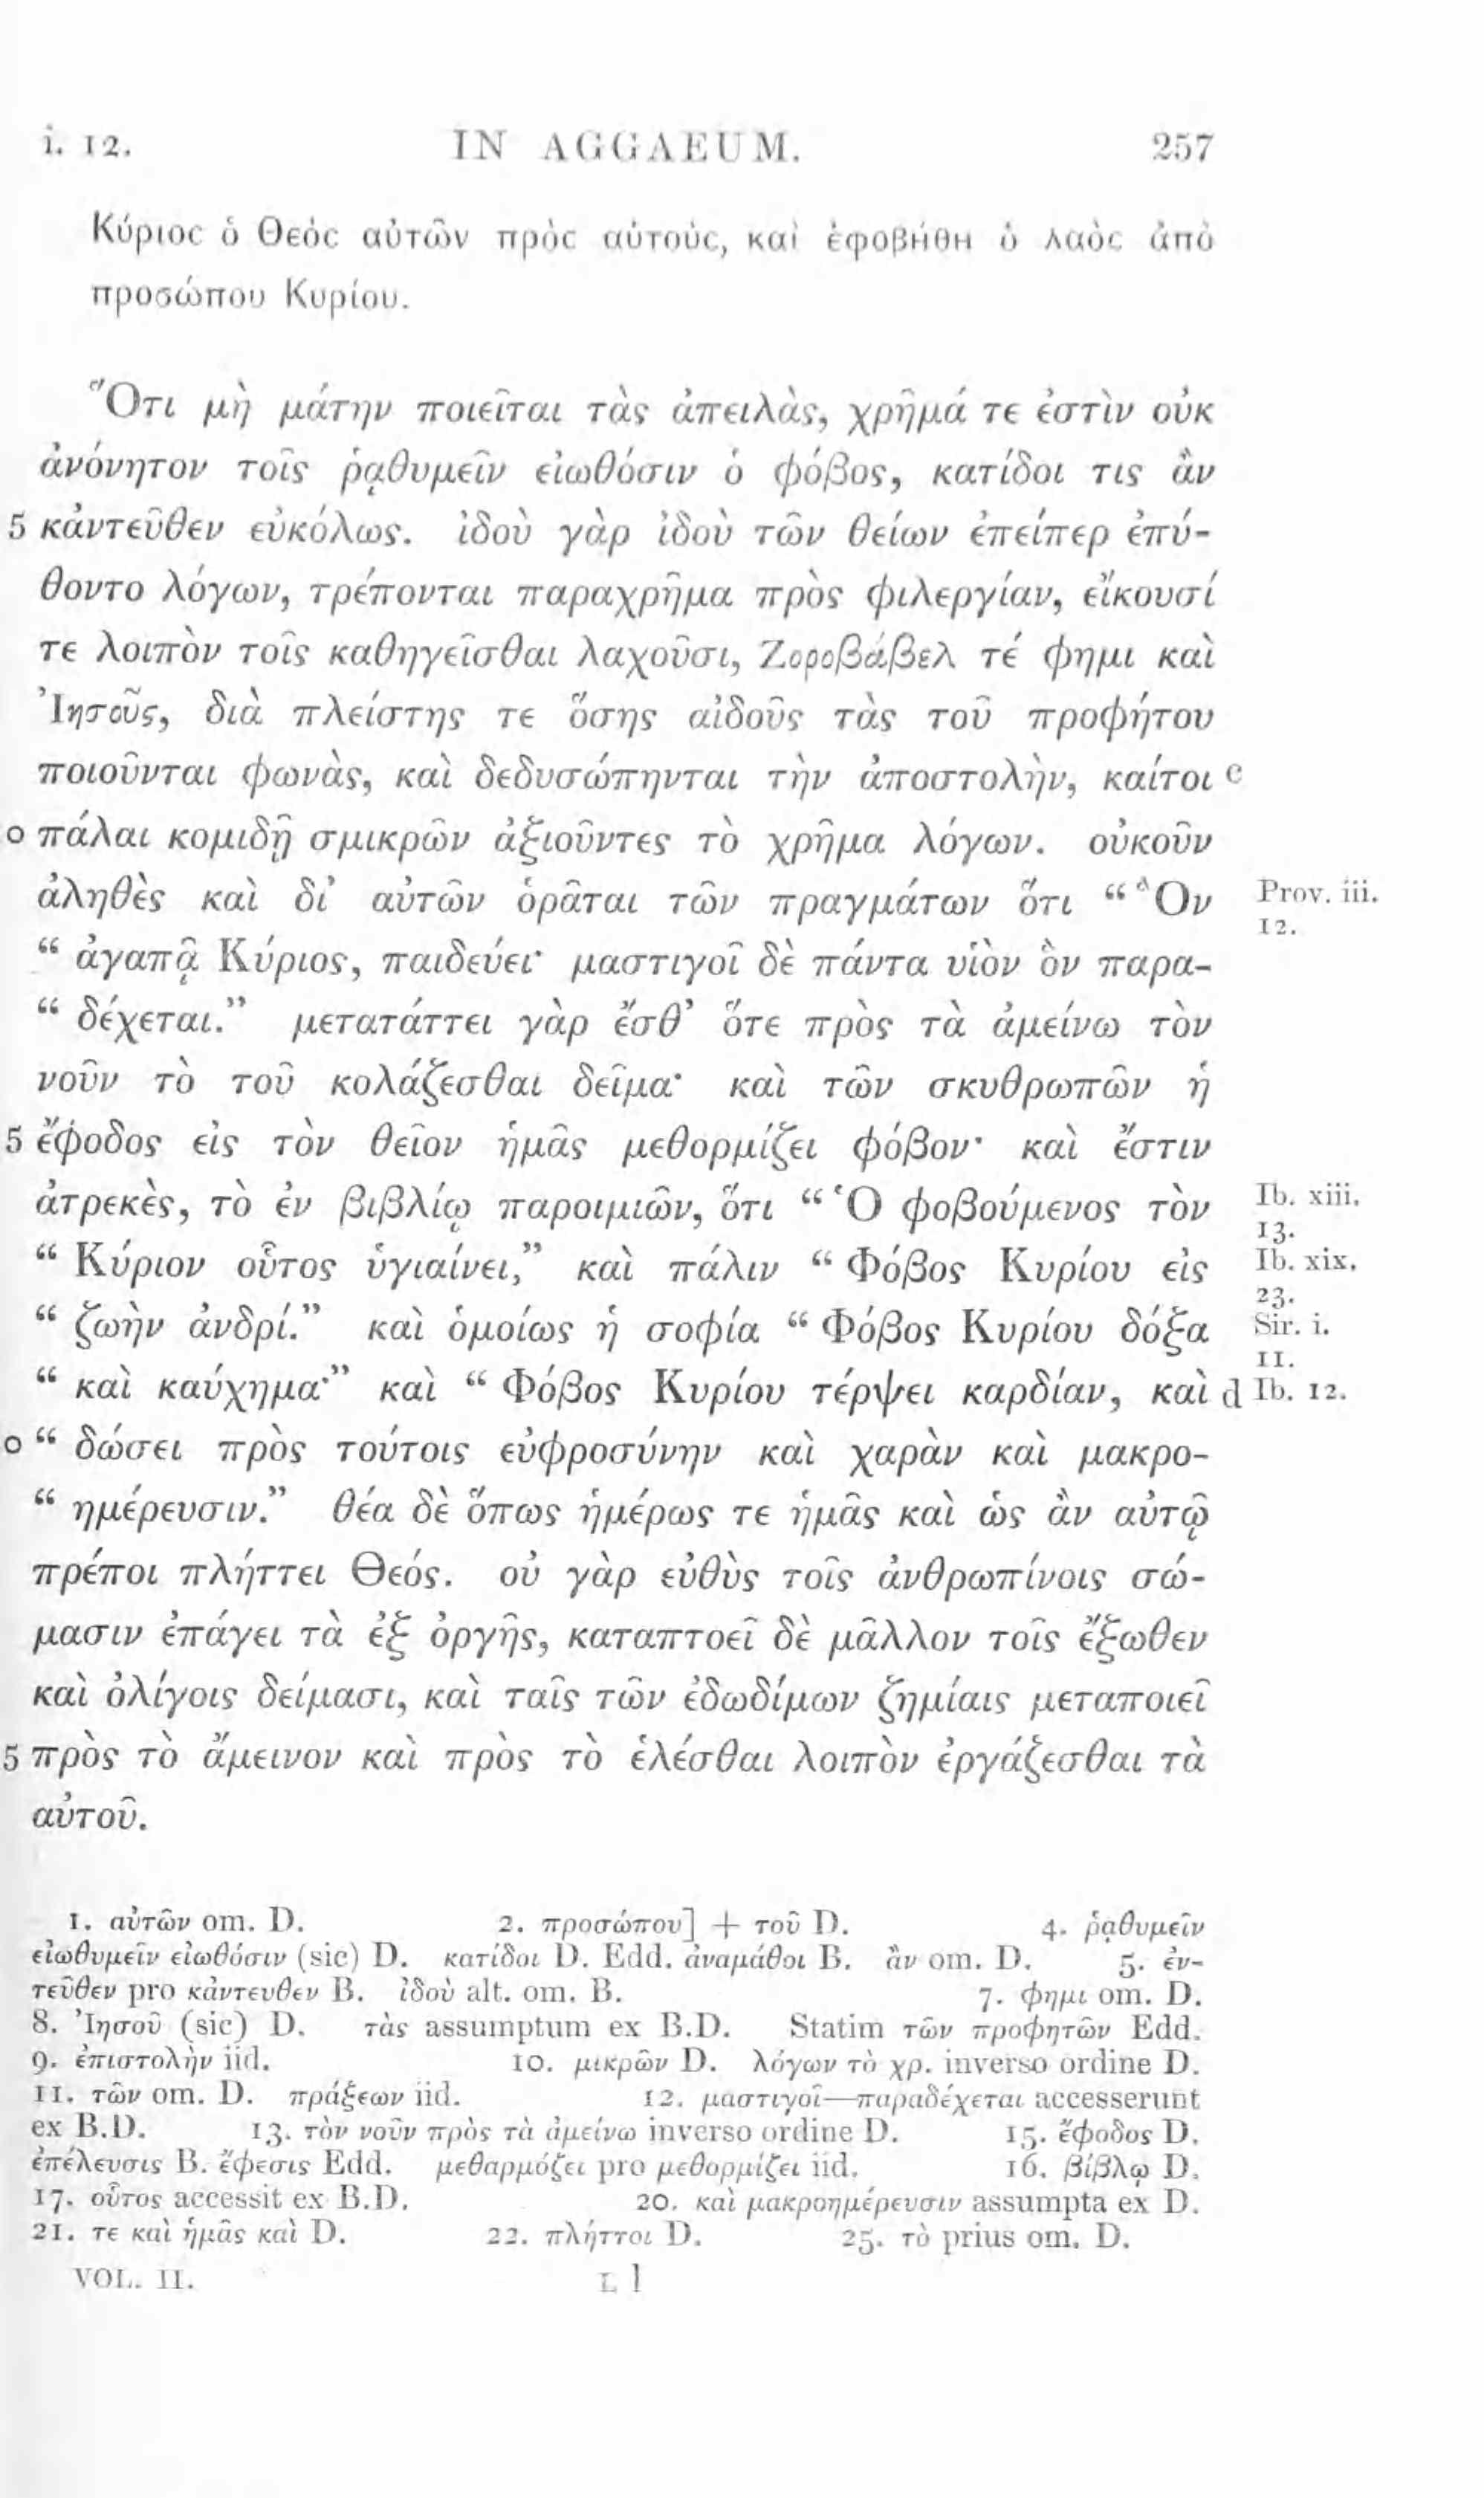 i. 12. IN AGGAEUM. 257
Κύριος ὁ Θεὸς αὐτῶν πρὸς αὐτοὺς, καὶ ἐφοβήθη ὁ λαὸς ἀπὸ
προσώπου Κυρίου.
Ὅτι μὴ μάτην ποιεῖται τὰς ἀπειλὰς, χρῆμά τε ἐστὶν οὐκ
ἀνόνητον τοῖς ῥᾳθυμεῖν εἰωθόσιν ὁ φόβος, κατίδοι τις ἂν
5 κἀντεῦθεν εὐκόλως. ἰδοὺ γὰρ ἰδοὺ τῶν θείων ἐπείπερ ἐπύ-
θοντο λόγων, τρέπονται παραχρῆμα πρὸς φιλεργίαν, εἴκουσί
τε λοιπὸν τοῖς καθηγεῖσθαι λαχοῦσι, Ζοροβάβελ τέ φημι καὶ
Ἰησοῦς, διὰ πλείστης τε ὅσης αἰδοῦς τὰς τοῦ προφήτου
ποιοῦνται φωνὰς, καὶ δεδυσώπηνται τὴν ἀποστολὴν, καίτοι c
0 πάλαι κομιδῇ σμικρῶν ἀξιοῦντες τὸ χρῆμα λόγων. οὐκοῦν
ἀληθὲς καὶ δι’ αὐτῶν ὁρᾶται τῶν πραγμάτων ὅτι “ Ὃν Prov. iii. 12.
“ ἀγαπᾷ Κύριος, παιδεύει· μαστιγοῖ δὲ πάντα υἱὸν ὃν παρα-
“ δέχεται.” μετατάττει γὰρ ἔσθ’ ὅτε πρὸς τὰ ἀμείνω τὸν
νοῦν τὸ τοῦ κολάζεσθαι δεῖμα· καὶ τῶν σκυθρωπῶν ἡ
5 ἔφοδος εἰς τὸν θεῖον ἡμᾶς μεθορμίζει φόβον· καὶ ἔστιν
ἀτρεκὲς, τὸ ἐν βιβλίῳ παροιμιῶν, ὅτι “ Ὁ φοβούμενος τὸν Ib. xiii. 13.
“ Κύριον οὗτος ὑγιαίνει,” καὶ πάλιν “ Φόβος Κυρίου εἰς Ib. xix. 23.
“ ζωὴν ἀνδρί.” καὶ ὁμοίως ἡ σοφία “ Φόβος Κυρίου δόξα Sir. i. 11.
“ καὶ καύχημα·” καὶ “ Φόβος Κυρίου τέρψει καρδίαν, καὶ d Ib. 12.
0 “ δώσει πρὸς τούτοις εὐφροσύνην καὶ χαρὰν καὶ μακρο-
“ ημέρευσιν.” θέα δὲ ὅπως ἡμέρως τε ἡμᾶς καὶ ὡς ἂν αὐτῷ
πρέποι πλήττει Θεός. οὐ γὰρ εὐθὺς τοῖς ἀνθρωπίνοις σώ-
μασιν ἐπάγει τὰ ἐξ ὀργῆς, καταπτοεῖ δὲ μᾶλλον τοῖς ἔξωθεν
καὶ ὀλίγοις δείμασι, καὶ ταῖς τῶν ἐδωδίμων ζημίαις μεταποιεῖ
5 πρὸς τὸ ἄμεινον καὶ πρὸς τὸ ἑλέσθαι λοιπὸν ἐργάζεσθαι τὰ
αὐτοῦ.
1. αὐτῶν om. D. 2. προσώπου] + τοῦ D. 4. ῥᾳθυμεῖν
εἰωθυμεῖν εἰωθόσιν (sic) D. κατίδοι D. Edd. ἀναμάθοι B. ἂν om. D. 5. ἐν-
τεῦθεν pro κἀντευθεν B. ἰδοὺ alt. om. B. 7. φημι om. D.
8. Ἰησοῦ (sic) D. τὰς assumptum ex B.D. Statim τῶν προφητῶν Edd.
9. ἐπιστολὴν iid. 10. μικρῶν D. λόγων τὸ χρ. inverso ordine D.
11. τῶν om. D. πράξεων iid. 12. μαστιγοῖ—παραδέχεται accesserunt
ex B.D. 13. τὸν νοῦν πρὸς τὰ ἀμείνω inverso ordine D. 15. ἔφοδος D.
ἐπέλευσις B. ἔφεσις Edd. μεθαρμόζει pro μεθορμίζει iid. 16. βίβλῳ D.
17. οὗτος accessit ex B.D. 20. καὶ μακροημέρευσιν assumpta ex D.
21. τε καὶ ἡμᾶς καὶ D. 22. πλήττοι D. 25. τὸ prius om. D.
VOL. II. L l